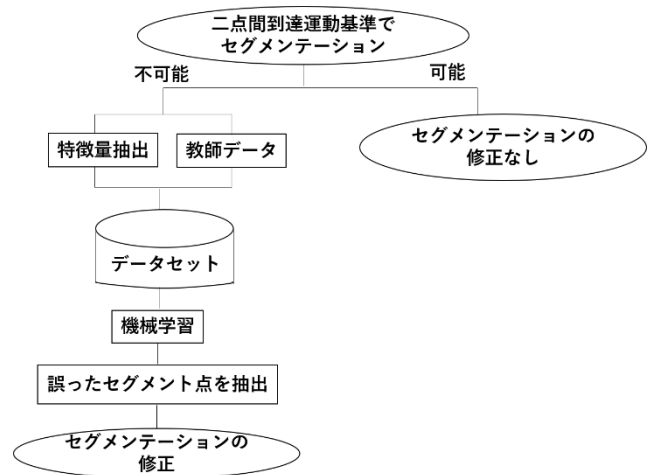 二点間到達運動基準で
セグメンテーション
不可能
可能
特徴量抽出
教師データ
セグメンテーションの
修正なし
データセット
機械学習
誤ったセグメント点を抽出
セグメンテーションの
修正